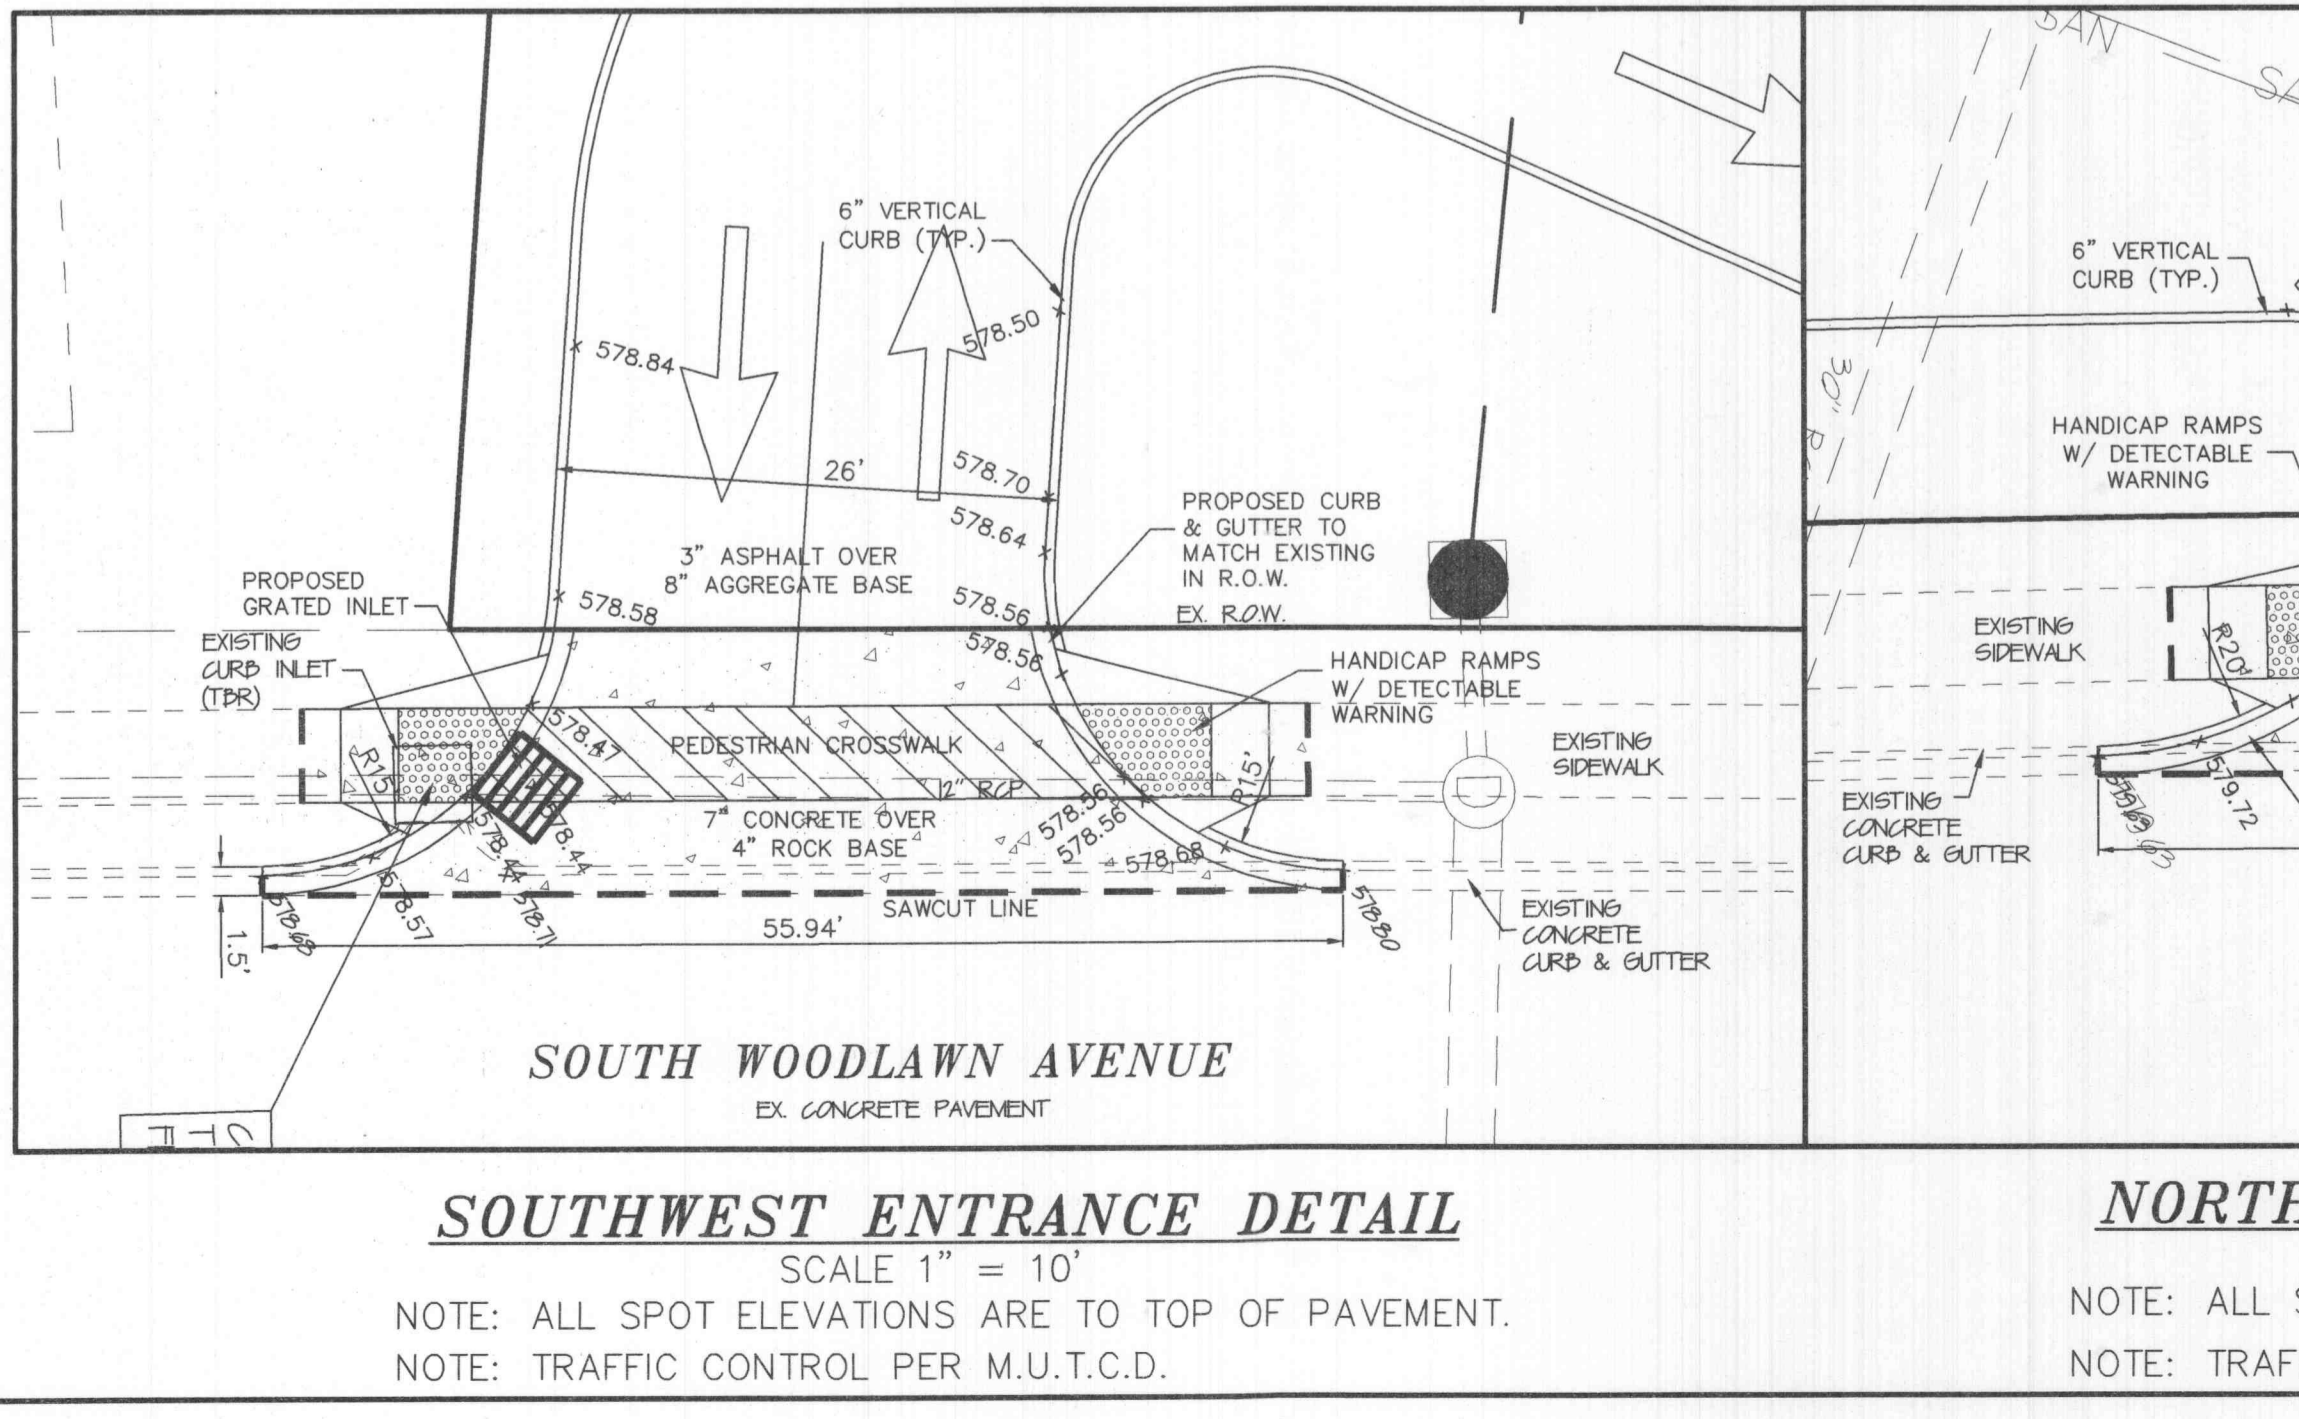 6" VERTICAL
CURB (TYP.)
578.50
578.84
26'
578.70
578.64
3" ASPHALT OVER
8" AGGREGATE BASE
578.58
578.56
578.56
PROPOSED CURB
& GUTTER TO
MATCH EXISTING
IN R.O.W.
EX. R.O.W.
PROPOSED
GRATED INLET
EXISTING
CURB INLET
(TBR)
HANDICAP RAMPS
W/ DETECTABLE
WARNING
R15'
578.47
PEDESTRIAN CROSSWALK
12" RCP
R15'
EXISTING
SIDEWALK
7" CONCRETE OVER
4" ROCK BASE
578.44
578.44
578.56
578.56
578.68
578.68
578.57
578.71
578.80
SAWCUT LINE
55.94'
1.5'
EXISTING
CONCRETE
CURB & GUTTER
SOUTH WOODLAWN AVENUE
EX. CONCRETE PAVEMENT
SOUTHWEST ENTRANCE DETAIL
SCALE 1" = 10'
NOTE: ALL SPOT ELEVATIONS ARE TO TOP OF PAVEMENT.
NOTE: TRAFFIC CONTROL PER M.U.T.C.D.
SAN
SA
6" VERTICAL
CURB (TYP.)
30"
HANDICAP RAMPS
W/ DETECTABLE
WARNING
EXISTING
SIDEWALK
R20'
579.72
EXISTING
CONCRETE
CURB & GUTTER
NORTH
NOTE: ALL S
NOTE: TRAF